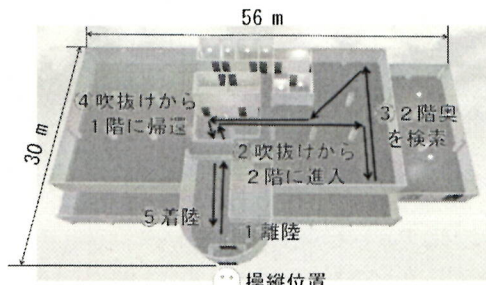 56 m
30 m
4 吹抜けから
1階に帰還
3 2階奥
を検索
2 吹抜けから
2階に進入
⑤着陸
1 離陸
操縦位置